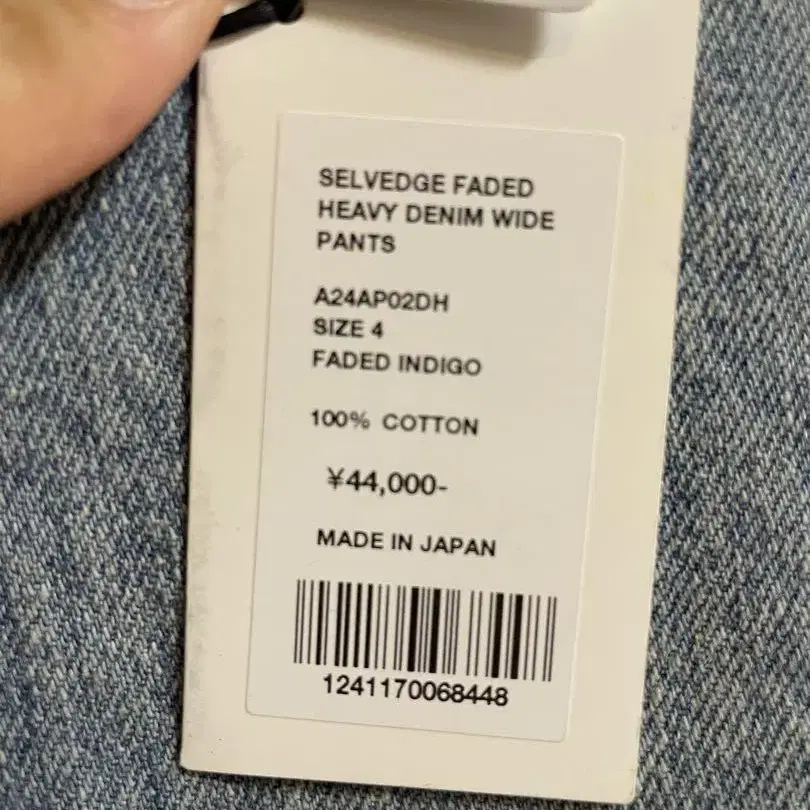 SELVEDGE FADED
HEAVY DENIM WIDE
PANTS
A24AP02DH
SIZE 4
FADED INDIGO
100% COTTON
¥44,000-
MADE IN JAPAN
1241170068448